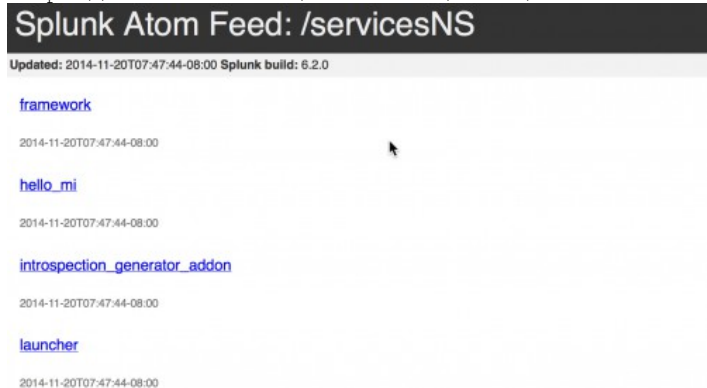 Splunk Atom Feed: /servicesNS
Updated: 2014-11-20T07:47:44-08:00 Splunk build: 6.2.0
framework
2014-11-20T07:47:44-08:00
hello_mi
2014-11-20T07:47:44-08:00
introspection_generator_addon
2014-11-20T07:47:44-08:00
launcher
2014-11-20T07:47:44-08:00